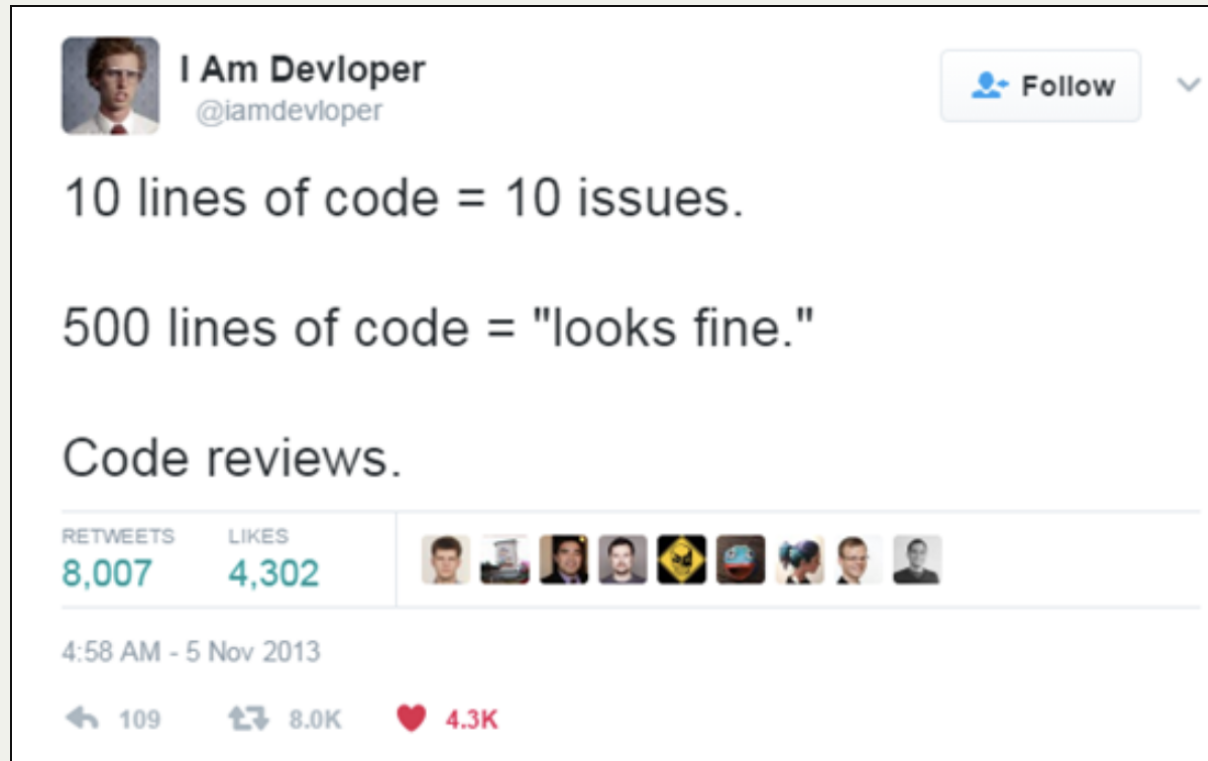 I Am Devloper
@iamdevloper
Follow
10 lines of code = 10 issues.
500 lines of code = "looks fine."
Code reviews.
RETWEETS LIKES
8,007 4,302
4:58 AM - 5 Nov 2013
109 8.0K 4.3K